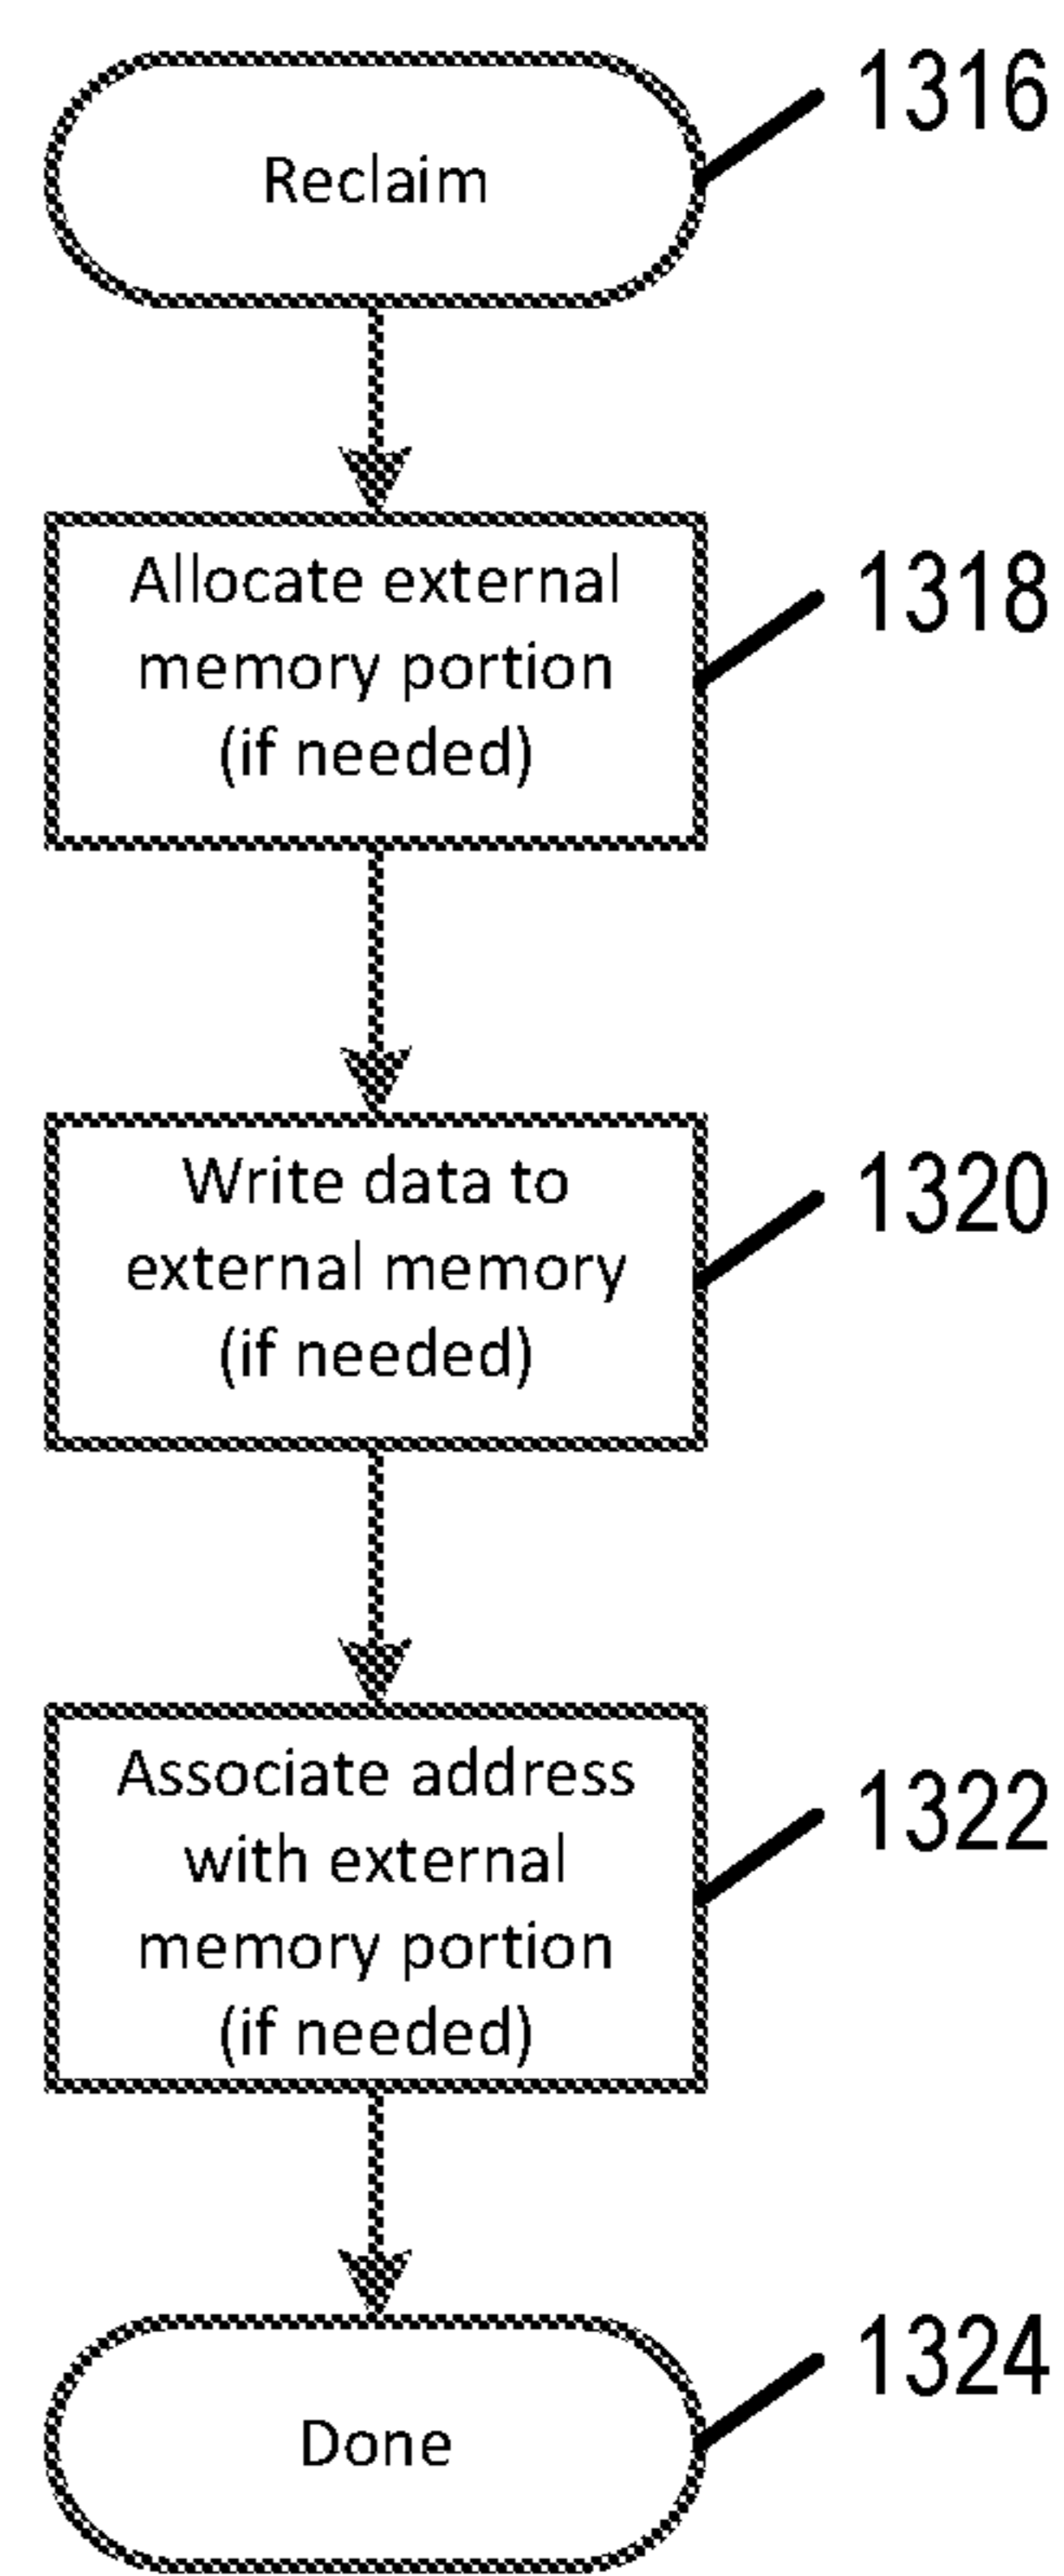 Reclaim
1316
Allocate external
memory portion
(if needed)
1318
Write data to
external memory
(if needed)
1320
Associate address
with external
memory portion
(if needed)
1322
Done
1324